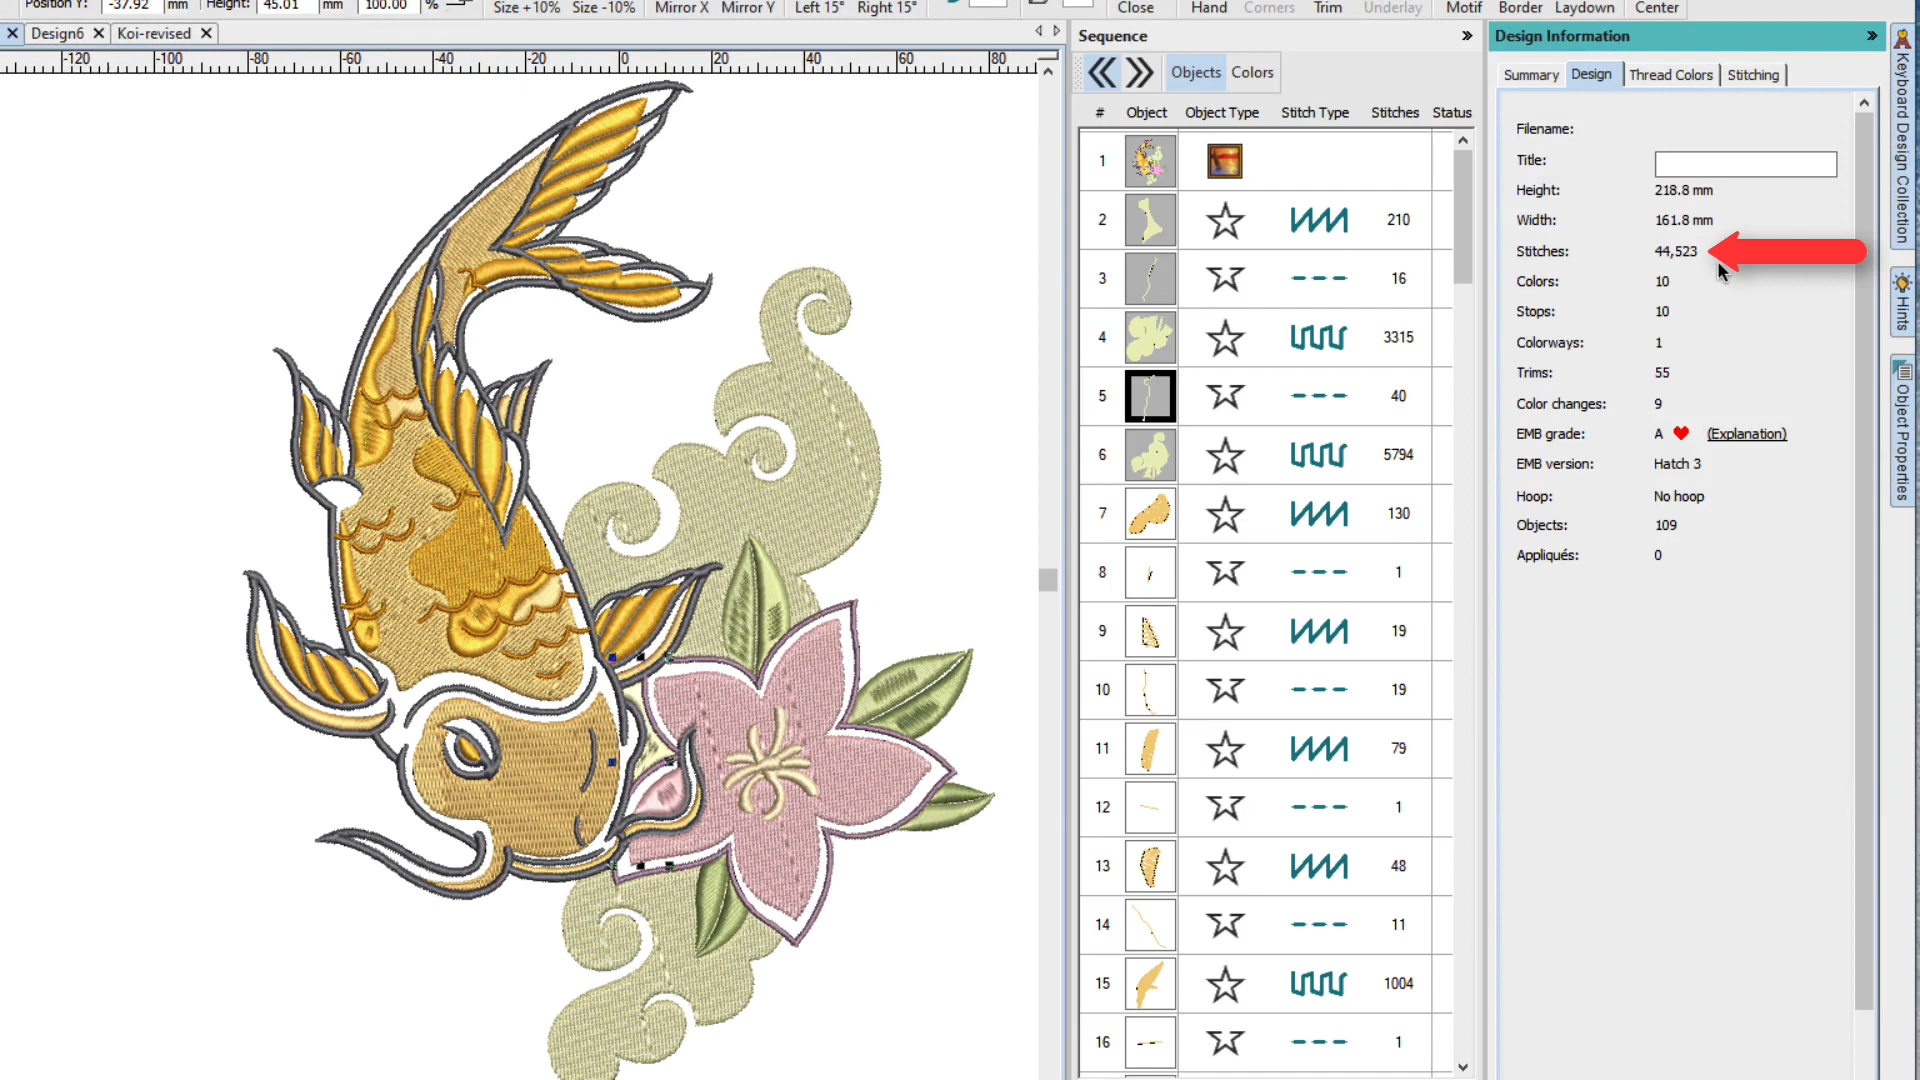 Position Y: -37.92 mm Height: 45.01 mm 100.00 % Size +10% Size -10% Mirror X Mirror Y Left 15° Right 15° Close Hand Corners Trim Underlay Motif Border Laydown Center
Design6 Koi-revised
-120 -100 -80 -60 -40 -20 0 20 40 60 80
Sequence
Objects Colors
# Object Object Type Stitch Type Stitches Status
1
2 210
3 16
4 3315
5 40
6 5794
7 130
8 1
9 19
10 19
11 79
12 1
13 48
14 11
15 1004
16 1
Design Information
Summary Design Thread Colors Stitching
Filename:
Title:
Height: 218.8 mm
Width: 161.8 mm
Stitches: 44,523
Colors: 10
Stops: 10
Colorways: 1
Trims: 55
Color changes: 9
EMB grade: A (Explanation)
EMB version: Hatch 3
Hoop: No hoop
Objects: 109
Appliqués: 0
Keyboard Design Collection
Hints
Object Properties